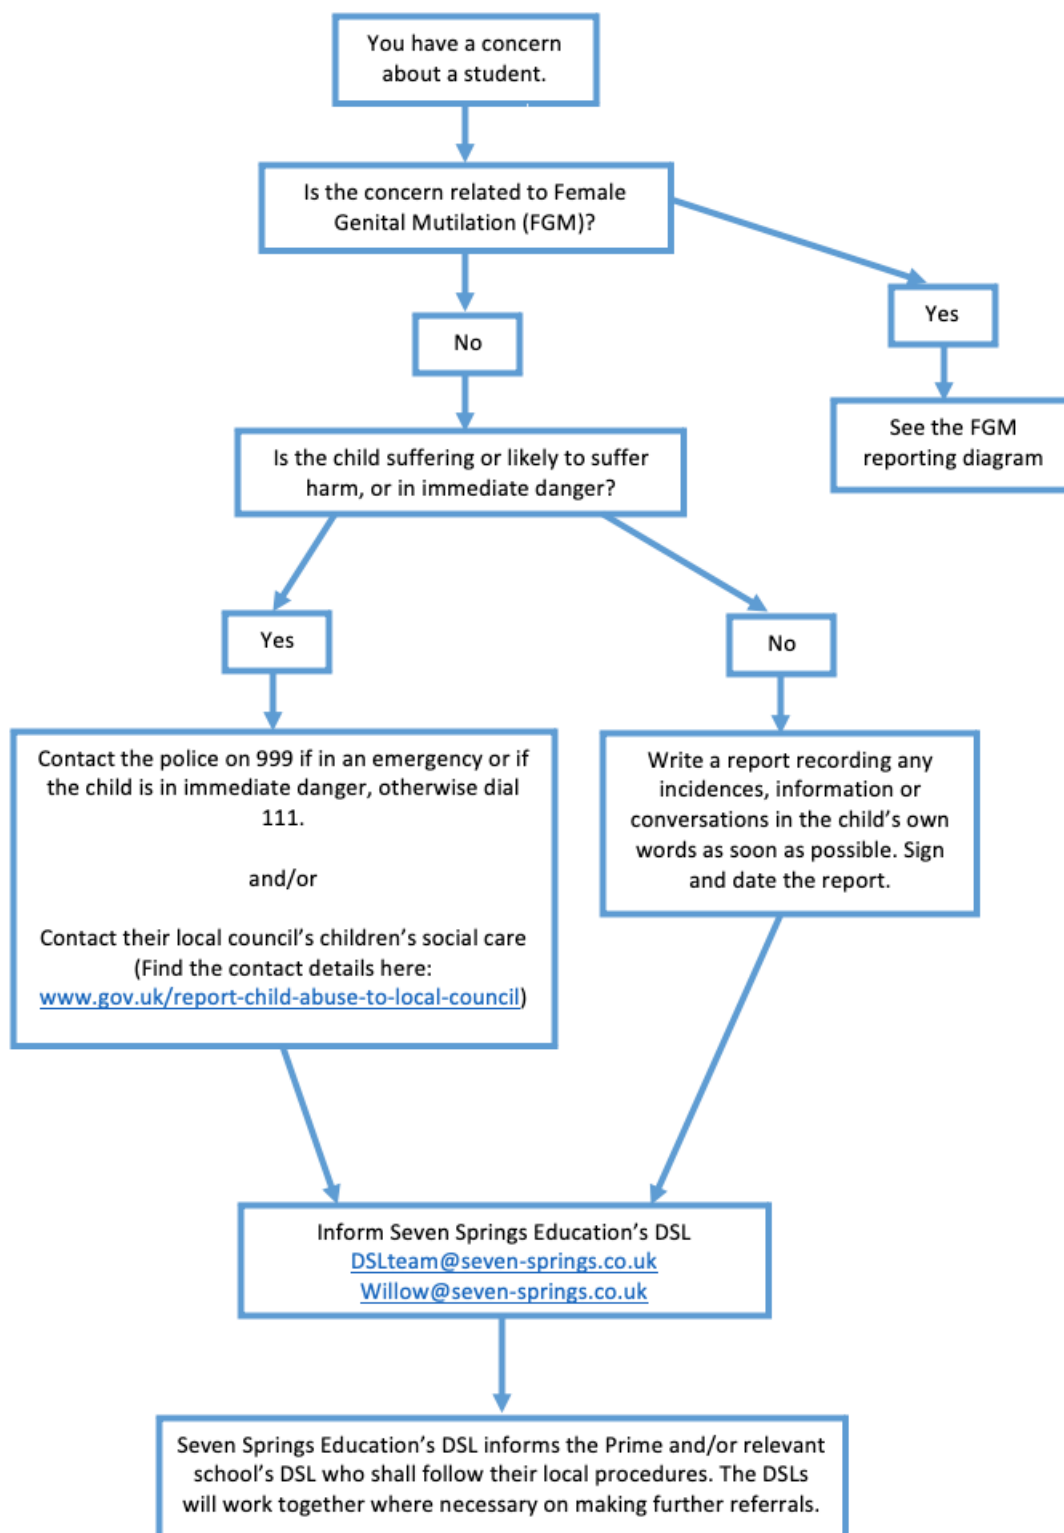 You have a concern
about a student.
Is the concern related to Female
Genital Mutilation (FGM)?
Yes
No
See the FGM
reporting diagram
Is the child suffering or likely to suffer
harm, or in immediate danger?
Yes
No
Contact the police on 999 if in an emergency or if
the child is in immediate danger, otherwise dial
111.
and/or
Contact their local council’s children’s social care
(Find the contact details here:
www.gov.uk/report-child-abuse-to-local-council)
Write a report recording any
incidences, information or
conversations in the child’s own
words as soon as possible. Sign
and date the report.
Inform Seven Springs Education’s DSL
DSLteam@seven-springs.co.uk
Willow@seven-springs.co.uk
Seven Springs Education’s DSL informs the Prime and/or relevant
school’s DSL who shall follow their local procedures. The DSLs
will work together where necessary on making further referrals.